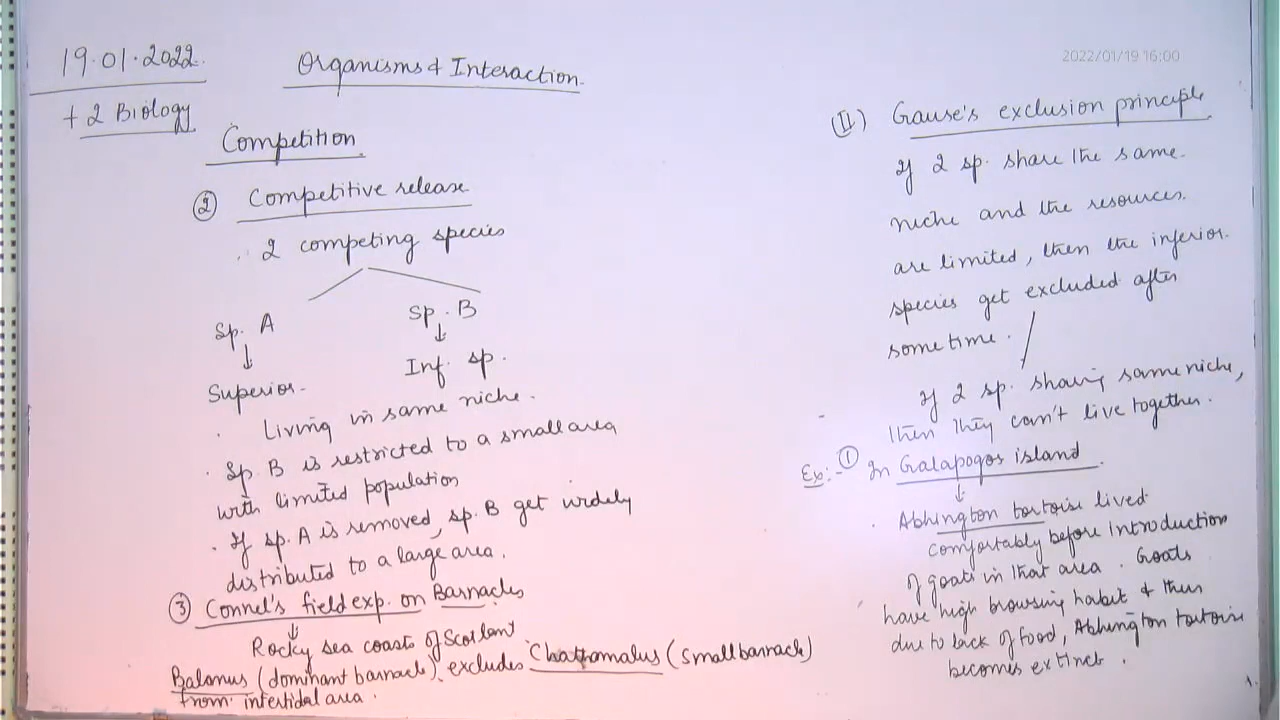 19.01.2022.
+2 Biology
Organisms & Interaction.
Competition
② Competitive release
2 competing species
Sp. A
Sp. B
↓
↓
Superior.
Inf. sp.
. Living in same niche.
. Sp. B is restricted to a small area
with limited population
. If sp. A is removed, sp. B get widely
distributed to a large area.
③ Connel's field exp. on Barnacles
↓
Rocky sea coasts of Scotlant
Balanus (dominant barnacle). excludes Chattamalus (small barnacle)
from intertidal area.
2022/01/19 16:00
(II) Gause's exclusion principle
If 2 sp. share the same
niche and the resources.
are limited, then the inferior.
species get excluded after
sometime.
If 2 sp. sharing same niche,
then they can't live together.
Ex:- ① In Galapogos island.
↓
. Abhington tortoise lived
comfortably before introduction
of goats in that area. Goats
have high browsing habit & thus
due to lack of food, Abhington tortoise
becomes extinct.
1.